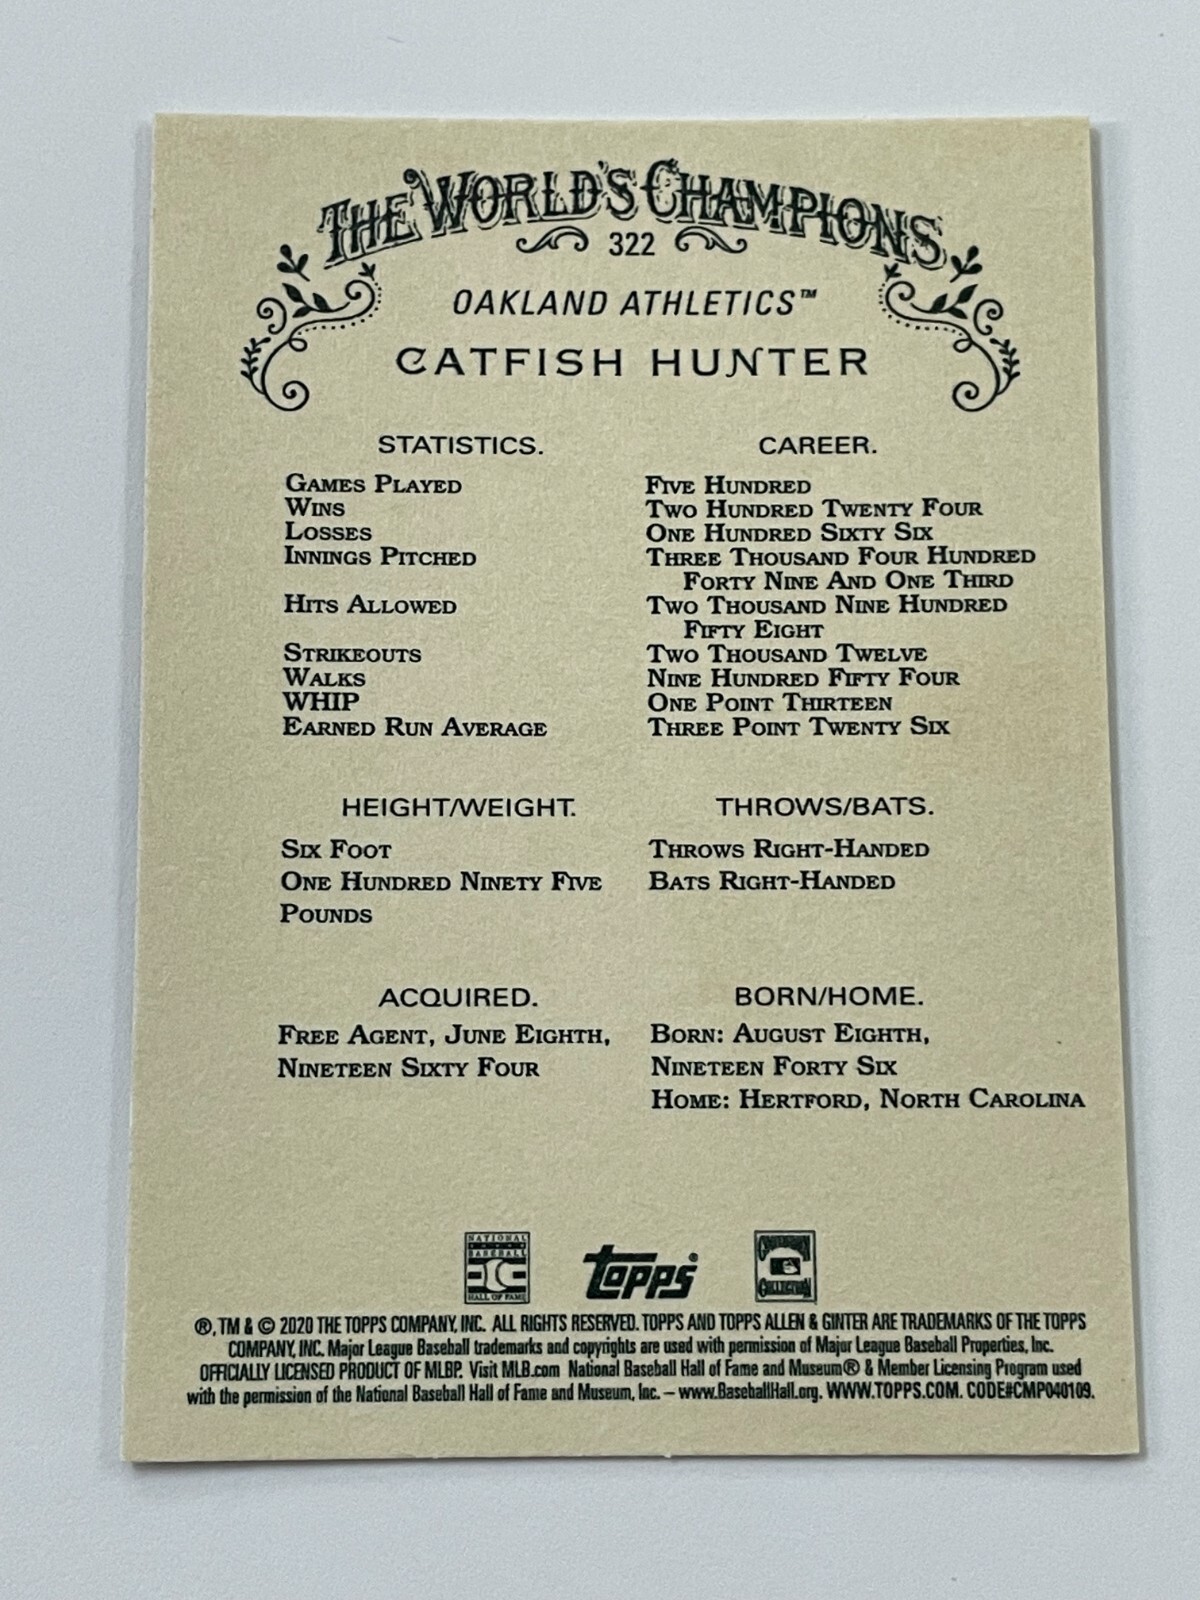 THE WORLD'S CHAMPIONS
322
OAKLAND ATHLETICS™
CATFISH HUNTER
STATISTICS. CAREER.
GAMES PLAYED FIVE HUNDRED
WINS TWO HUNDRED TWENTY FOUR
LOSSES ONE HUNDRED SIXTY SIX
INNINGS PITCHED THREE THOUSAND FOUR HUNDRED
FORTY NINE AND ONE THIRD
HITS ALLOWED TWO THOUSAND NINE HUNDRED
FIFTY EIGHT
STRIKEOUTS TWO THOUSAND TWELVE
WALKS NINE HUNDRED FIFTY FOUR
WHIP ONE POINT THIRTEEN
EARNED RUN AVERAGE THREE POINT TWENTY SIX
HEIGHT/WEIGHT.
SIX FOOT
ONE HUNDRED NINETY FIVE
POUNDS
THROWS/BATS.
THROWS RIGHT-HANDED
BATS RIGHT-HANDED
ACQUIRED.
FREE AGENT, JUNE EIGHTH,
NINETEEN SIXTY FOUR
BORN/HOME.
BORN: AUGUST EIGHTH,
NINETEEN FORTY SIX
HOME: HERTFORD, NORTH CAROLINA
NATIONAL
BASEBALL
HALL OF FAME
topps®
COOPERSTOWN
COLLECTION
®, TM & © 2020 THE TOPPS COMPANY, INC. ALL RIGHTS RESERVED. TOPPS AND TOPPS ALLEN & GINTER ARE TRADEMARKS OF THE TOPPS
COMPANY, INC. Major League Baseball trademarks and copyrights are used with permission of Major League Baseball Properties, Inc.
OFFICIALLY LICENSED PRODUCT OF MLBP. Visit MLB.com National Baseball Hall of Fame and Museum® & Member Licensing Program used
with the permission of the National Baseball Hall of Fame and Museum, Inc. – www.BaseballHall.org. WWW.TOPPS.COM. CODE#CMP040109.